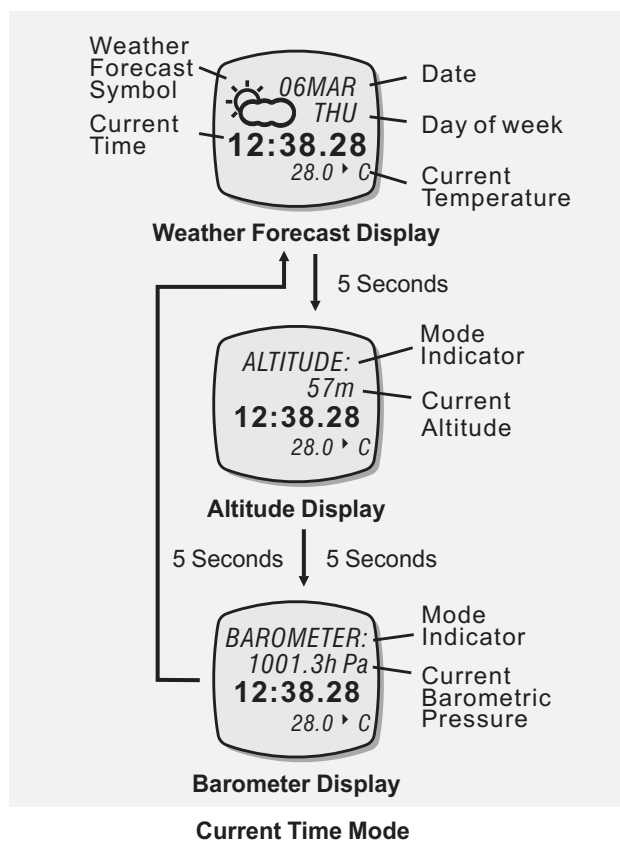 Weather
Forecast
Symbol
06MAR
Date
THU
Day of week
Current
Time
12:38.28
28.0 ‣ C
Current
Temperature
Weather Forecast Display
5 Seconds
ALTITUDE:
Mode
Indicator
57m
Current
Altitude
12:38.28
28.0 ‣ C
Altitude Display
5 Seconds
5 Seconds
BAROMETER:
Mode
Indicator
1001.3h Pa
Current
Barometric
Pressure
12:38.28
28.0 ‣ C
Barometer Display
Current Time Mode